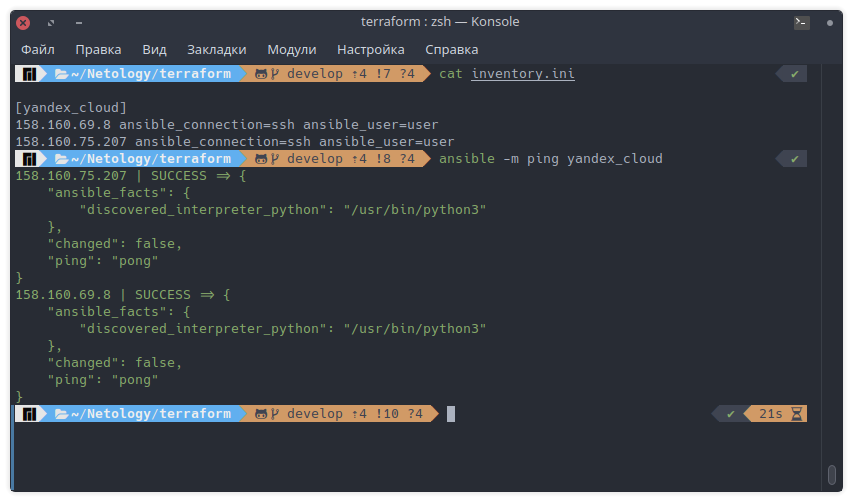 terraform : zsh — Konsole
Файл Правка Вид Закладки Модули Настройка Справка
~/Netology/terraform develop ⇡4 !7 ?4 cat inventory.ini ✔
[yandex_cloud]
158.160.69.8 ansible_connection=ssh ansible_user=user
158.160.75.207 ansible_connection=ssh ansible_user=user
~/Netology/terraform develop ⇡4 !8 ?4 ansible -m ping yandex_cloud ✔
158.160.75.207 | SUCCESS => {
    "ansible_facts": {
        "discovered_interpreter_python": "/usr/bin/python3"
    },
    "changed": false,
    "ping": "pong"
}
158.160.69.8 | SUCCESS => {
    "ansible_facts": {
        "discovered_interpreter_python": "/usr/bin/python3"
    },
    "changed": false,
    "ping": "pong"
}
~/Netology/terraform develop ⇡4 !10 ?4 ✔ 21s